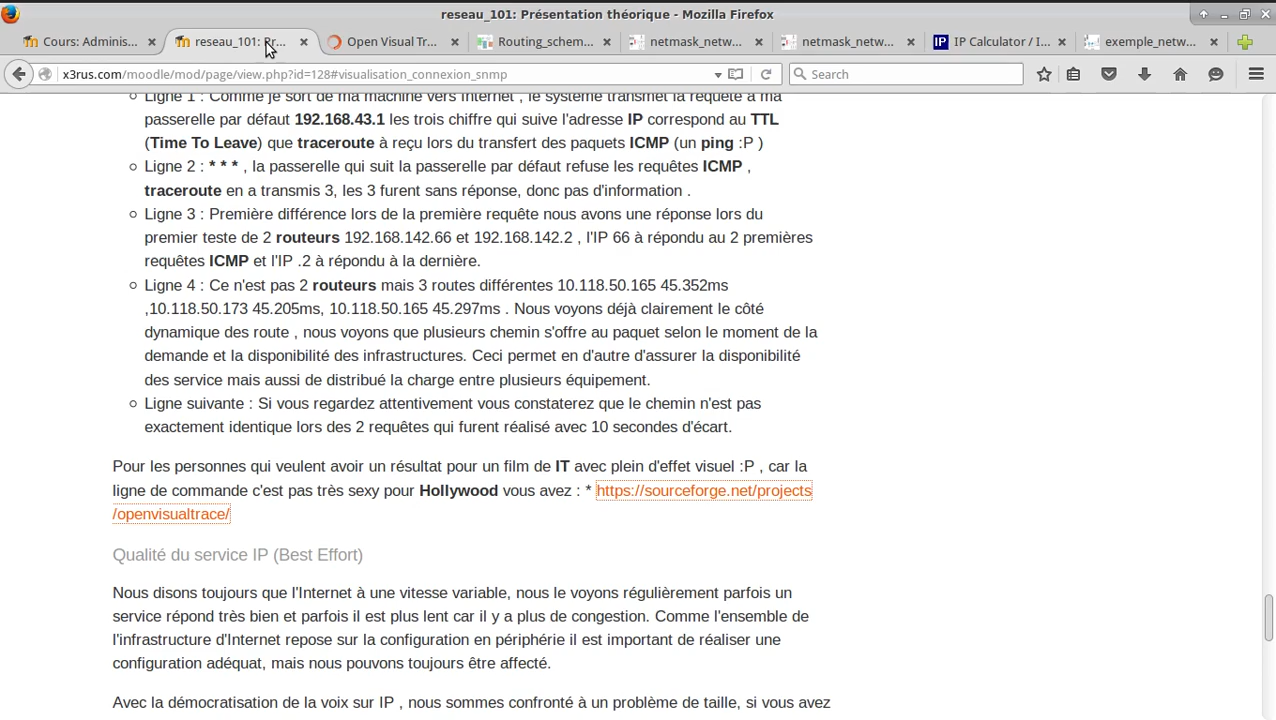 reseau_101: Présentation théorique - Mozilla Firefox
Cours: Adminis...
reseau_101: Pr...
Open Visual Tr...
Routing_schem...
netmask_netw...
netmask_netw...
IP IP Calculator / I...
exemple_netw...
x3rus.com/moodle/mod/page/view.php?id=128#visualisation_connexion_snmp
Search
Ligne 1 : Comme je sort de ma machine vers Internet , le système transmet la requête à ma
passerelle par défaut 192.168.43.1 les trois chiffre qui suive l'adresse IP correspond au TTL
(Time To Leave) que traceroute à reçu lors du transfert des paquets ICMP (un ping :P )
Ligne 2 : * * * , la passerelle qui suit la passerelle par défaut refuse les requêtes ICMP ,
traceroute en a transmis 3, les 3 furent sans réponse, donc pas d'information .
Ligne 3 : Première différence lors de la première requête nous avons une réponse lors du
premier teste de 2 routeurs 192.168.142.66 et 192.168.142.2 , l'IP 66 à répondu au 2 premières
requêtes ICMP et l'IP .2 à répondu à la dernière.
Ligne 4 : Ce n'est pas 2 routeurs mais 3 routes différentes 10.118.50.165 45.352ms
,10.118.50.173 45.205ms, 10.118.50.165 45.297ms . Nous voyons déjà clairement le côté
dynamique des route , nous voyons que plusieurs chemin s'offre au paquet selon le moment de la
demande et la disponibilité des infrastructures. Ceci permet en d'autre d'assurer la disponibilité
des service mais aussi de distribué la charge entre plusieurs équipement.
Ligne suivante : Si vous regardez attentivement vous constaterez que le chemin n'est pas
exactement identique lors des 2 requêtes qui furent réalisé avec 10 secondes d'écart.
Pour les personnes qui veulent avoir un résultat pour un film de IT avec plein d'effet visuel :P , car la
ligne de commande c'est pas très sexy pour Hollywood vous avez : * https://sourceforge.net/projects
/openvisualtrace/
Qualité du service IP (Best Effort)
Nous disons toujours que l'Internet à une vitesse variable, nous le voyons régulièrement parfois un
service répond très bien et parfois il est plus lent car il y a plus de congestion. Comme l'ensemble de
l'infrastructure d'Internet repose sur la configuration en périphérie il est important de réaliser une
configuration adéquat, mais nous pouvons toujours être affecté.
Avec la démocratisation de la voix sur IP , nous sommes confronté à un problème de taille, si vous avez